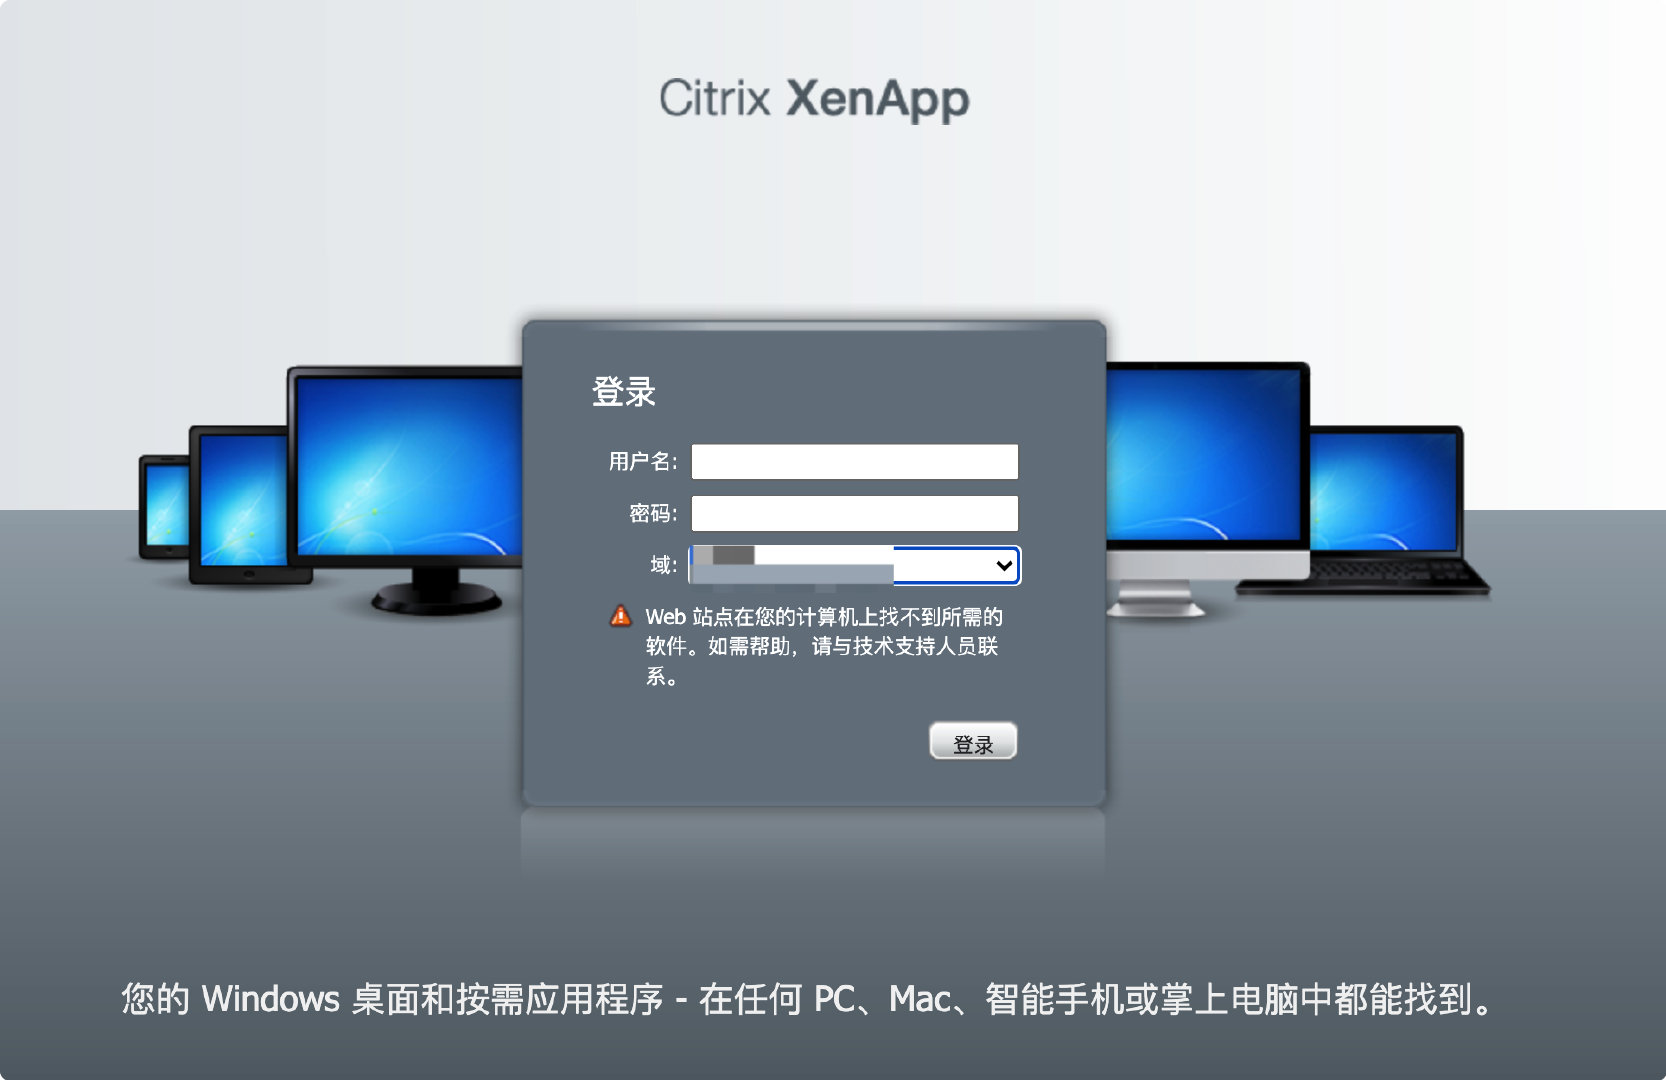 Citrix XenApp
登录
用户名:
密码:
域:
Web 站点在您的计算机上找不到所需的
软件。如需帮助，请与技术支持人员联
系。
登录
您的 Windows 桌面和按需应用程序 - 在任何 PC、Mac、智能手机或掌上电脑中都能找到。